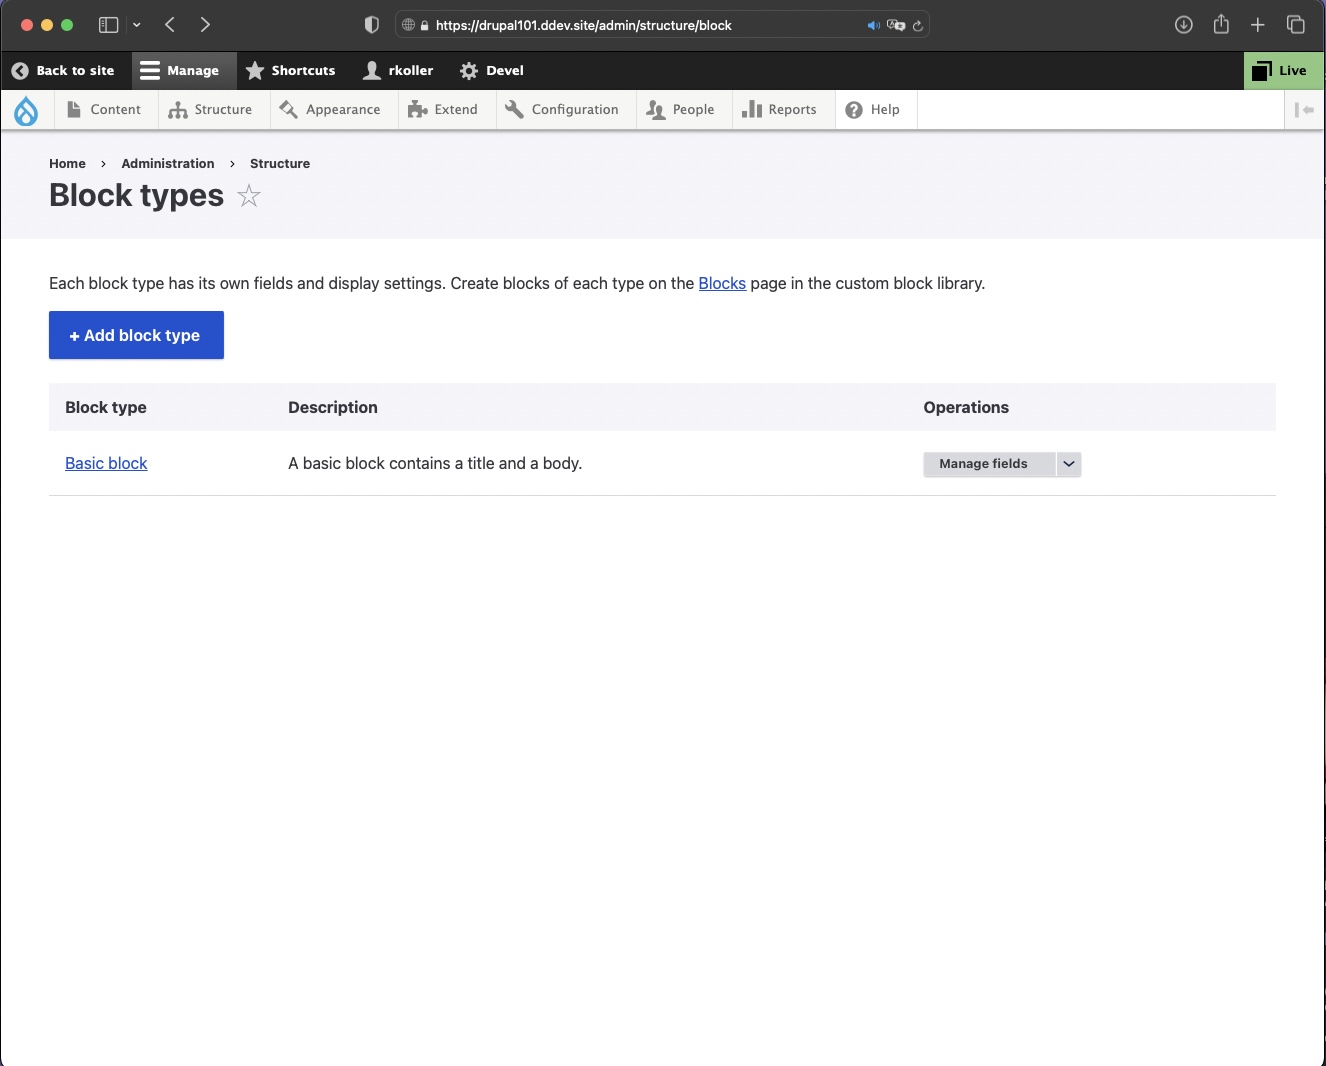 https://drupal101.ddev.site/admin/structure/block
Back to site Manage Shortcuts rkoller Devel Live
Content Structure Appearance Extend Configuration People Reports Help
Home › Administration › Structure
Block types
Each block type has its own fields and display settings. Create blocks of each type on the Blocks page in the custom block library.
+ Add block type
Block type Description Operations
Basic block A basic block contains a title and a body. Manage fields